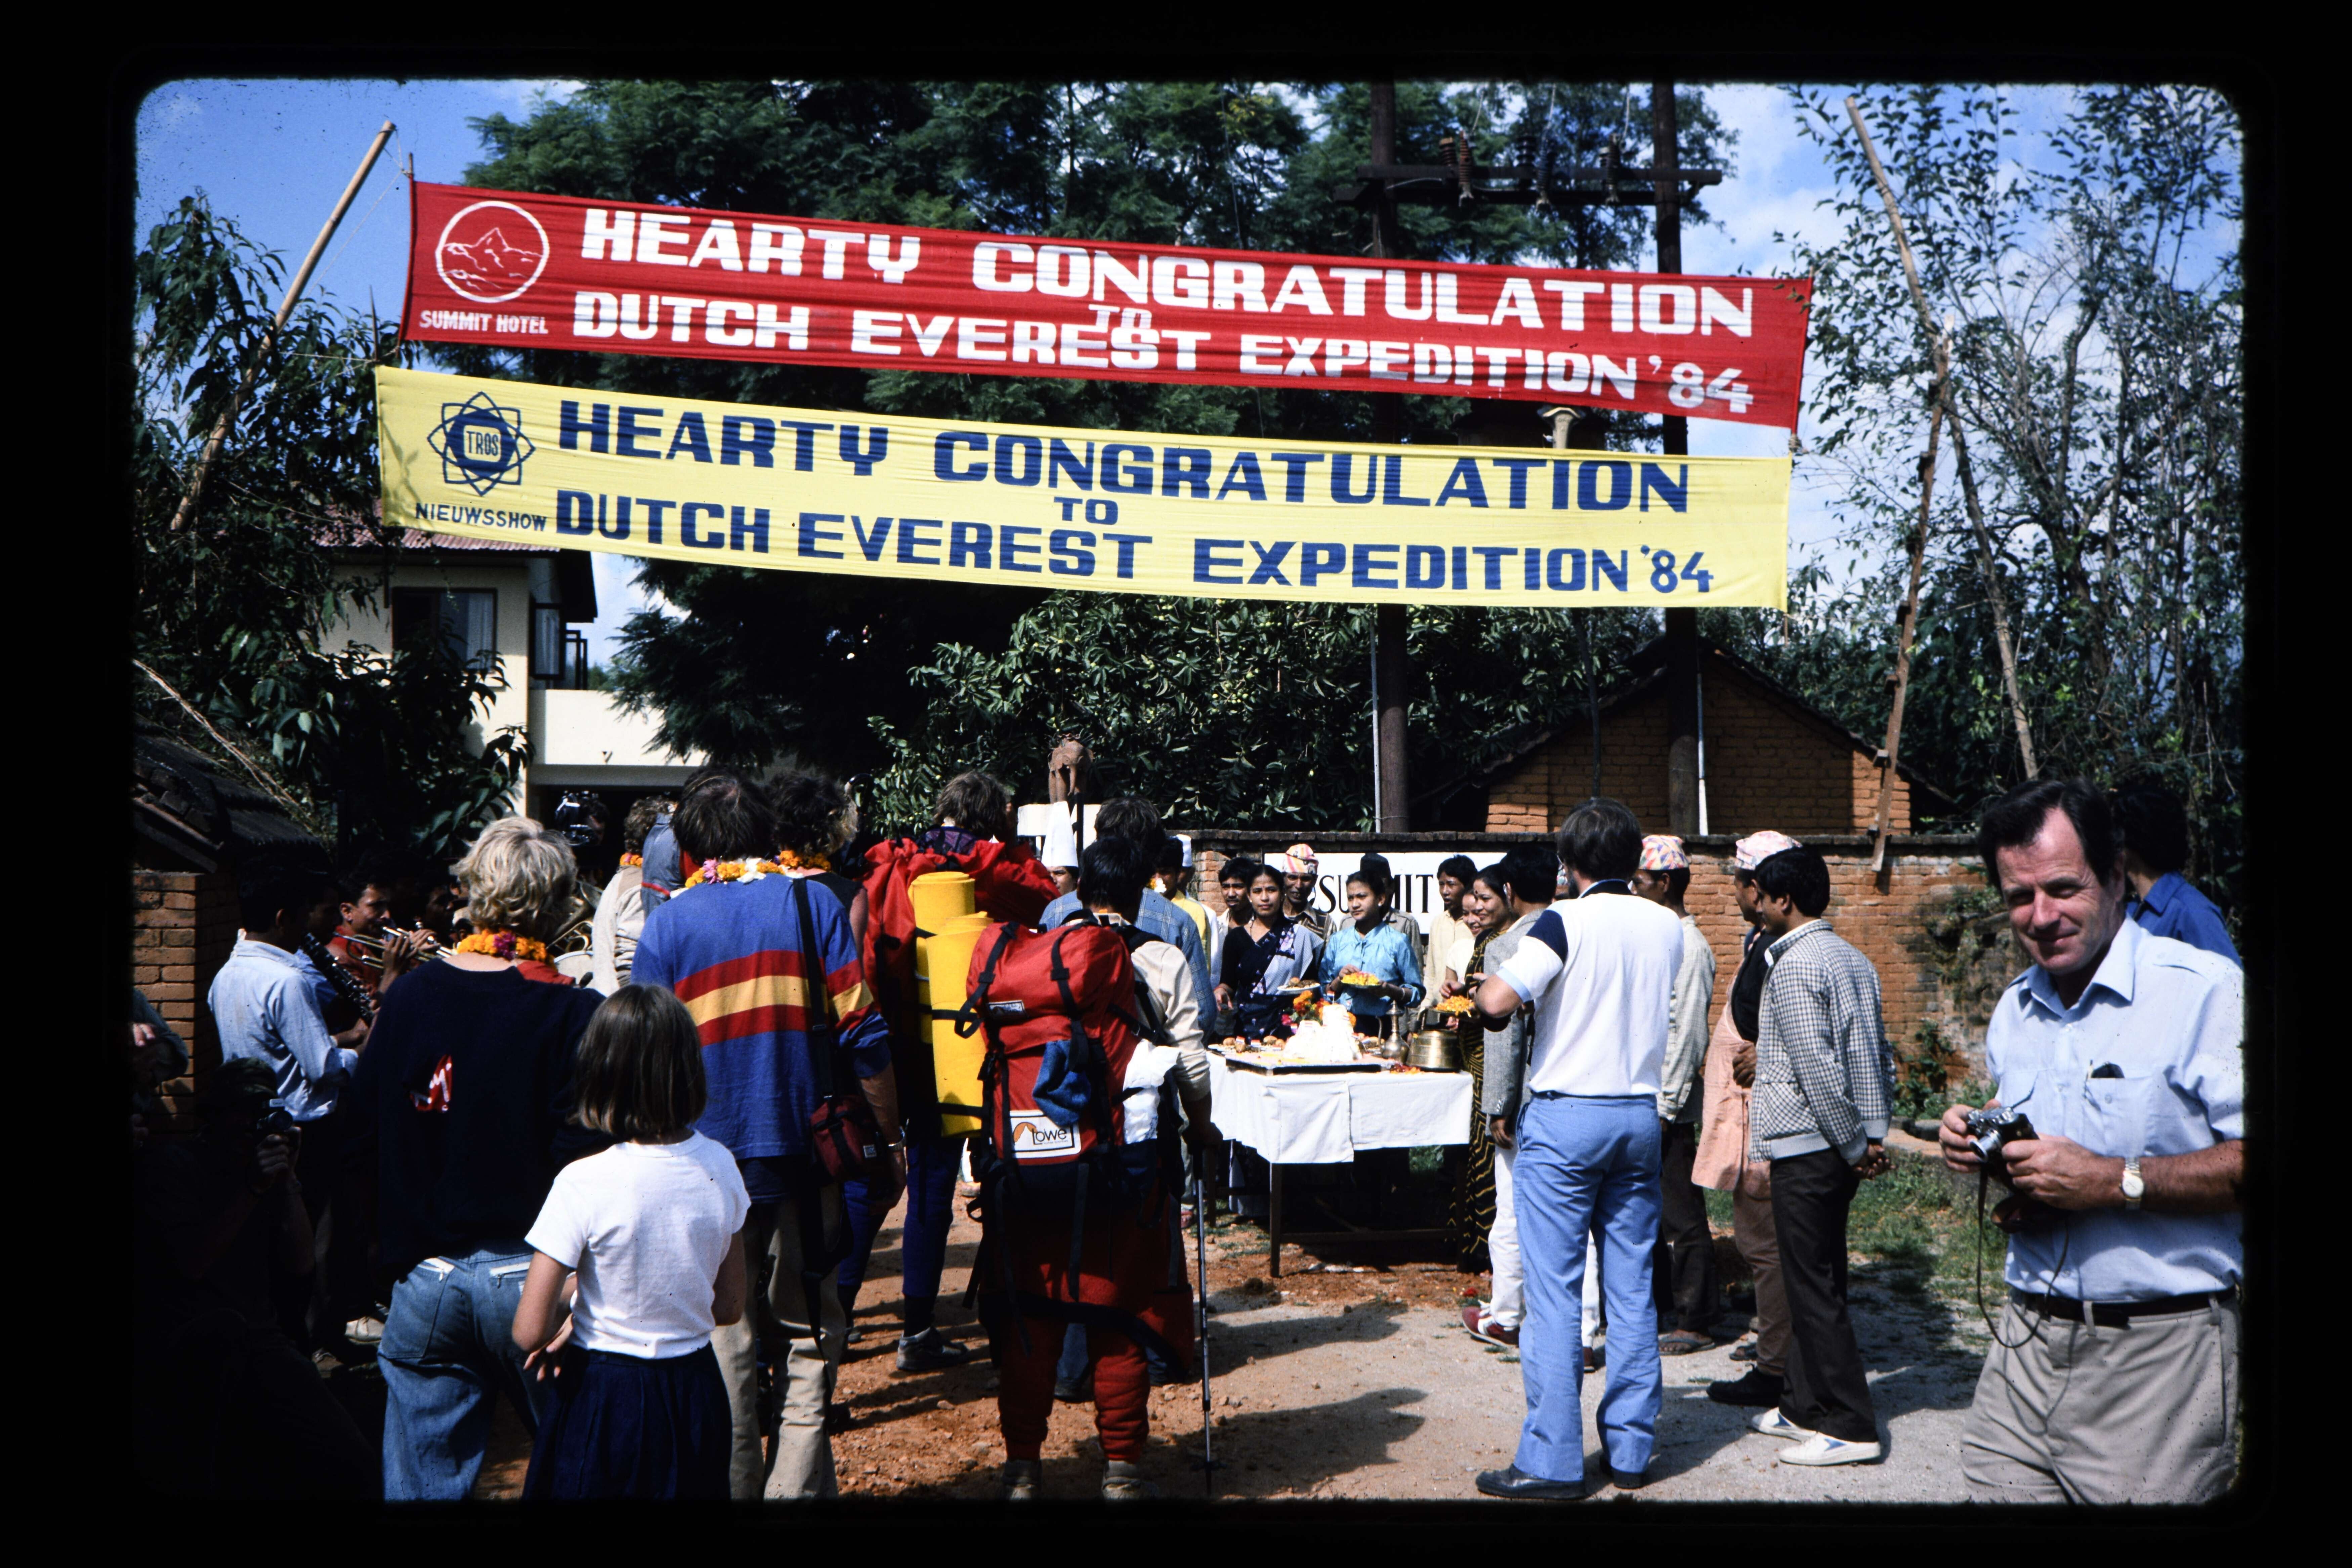 HEARTY CONGRATULATION
TO
DUTCH EVEREST EXPEDITION '84
SUMMIT HOTEL
HEARTY CONGRATULATION
TO
DUTCH EVEREST EXPEDITION '84
TROS
NIEUWSSHOW
SUMMIT
lowe